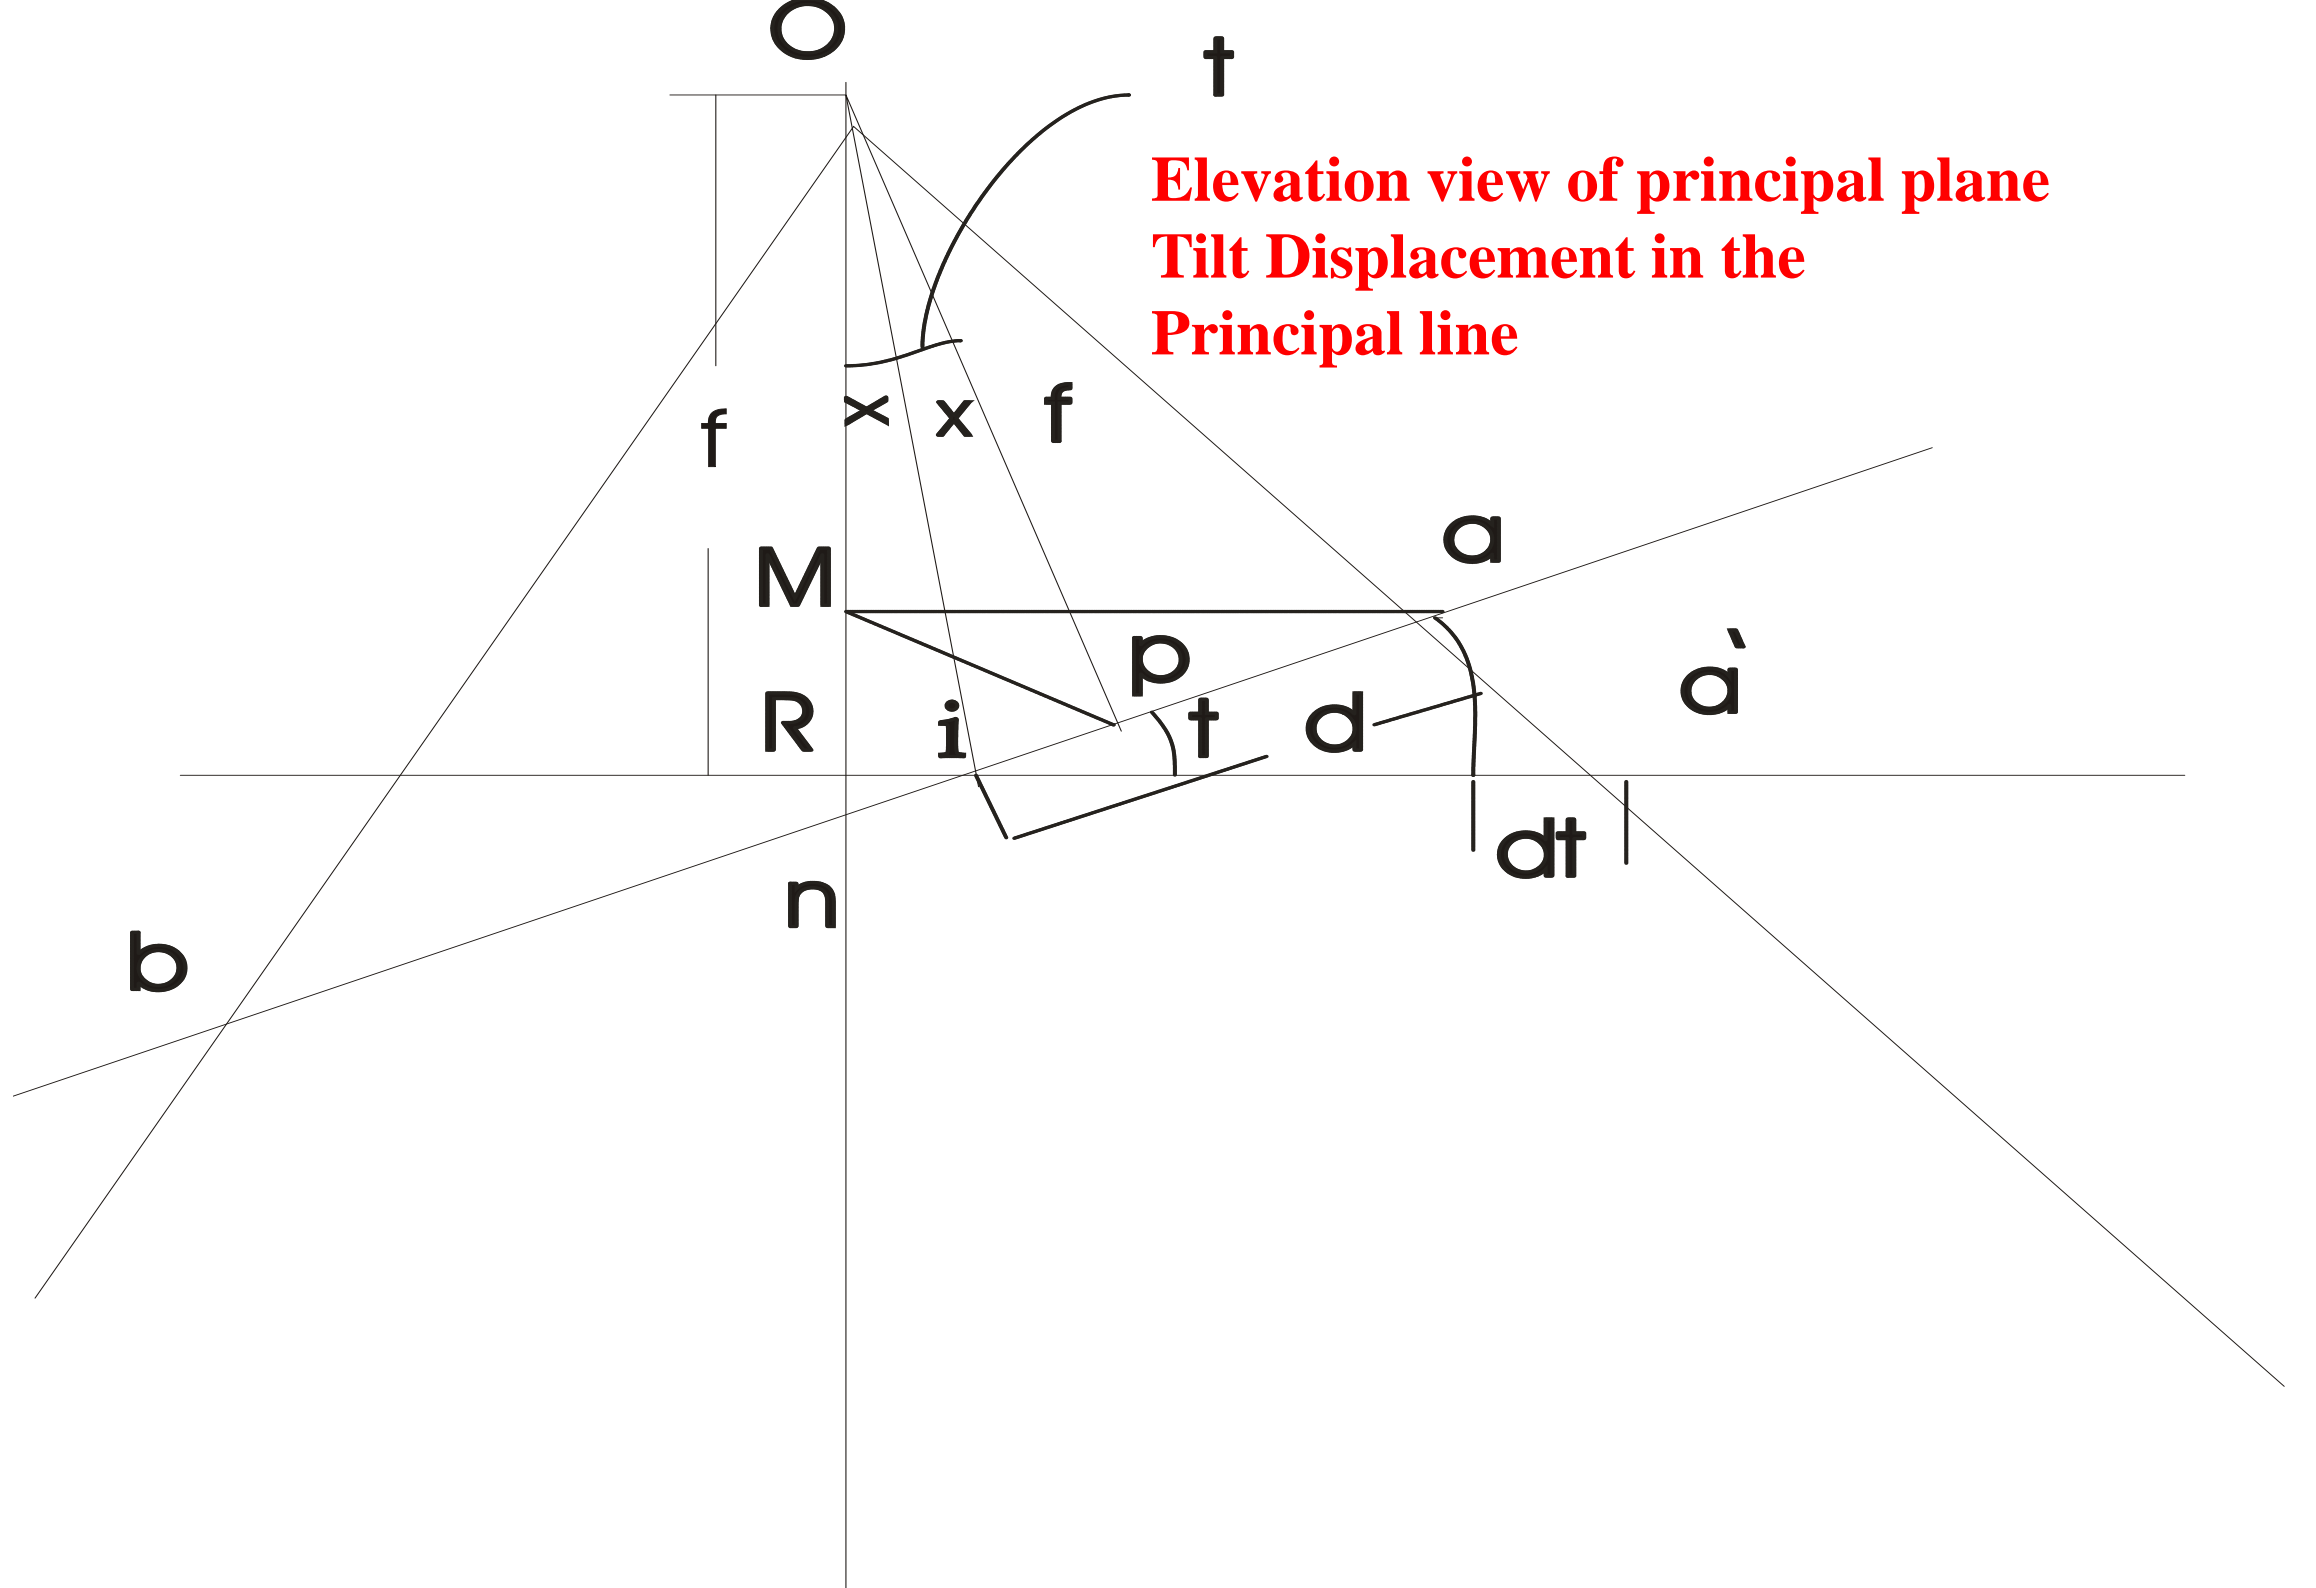 O
t
Elevation view of principal plane
Tilt Displacement in the
Principal line
f
x x f
M
a
p
a`
R i t d
dt
n
b